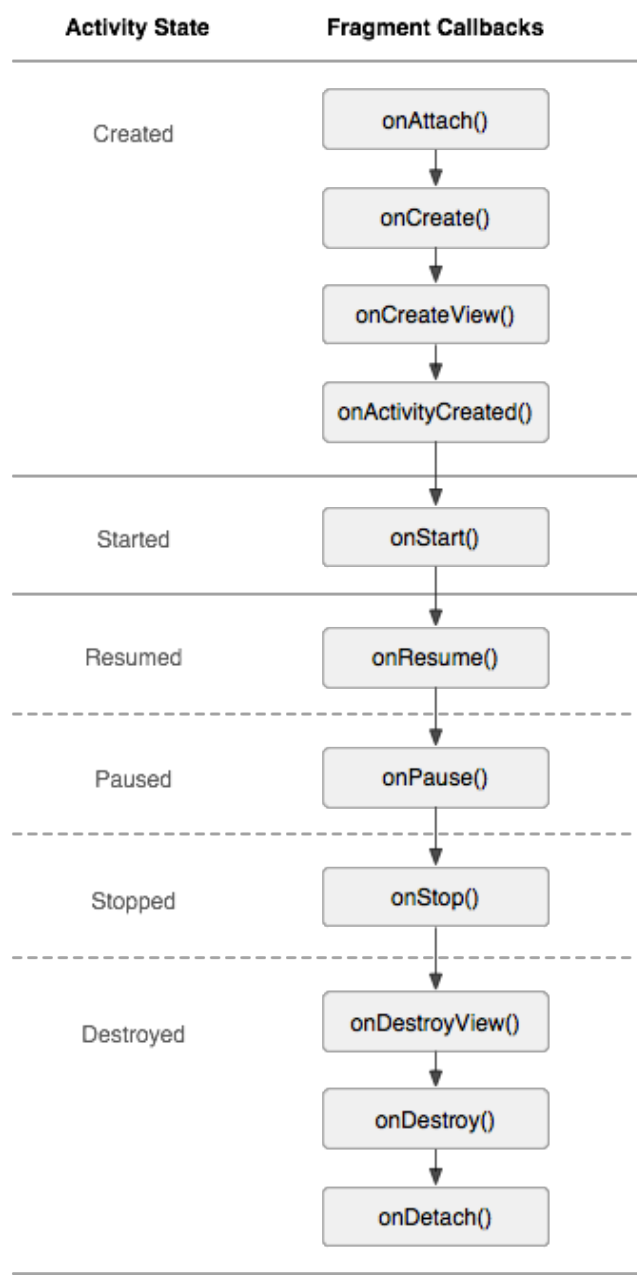 Activity State Fragment Callbacks
Created
onAttach()
onCreate()
onCreateView()
onActivityCreated()
Started onStart()
Resumed onResume()
Paused onPause()
Stopped onStop()
Destroyed
onDestroyView()
onDestroy()
onDetach()